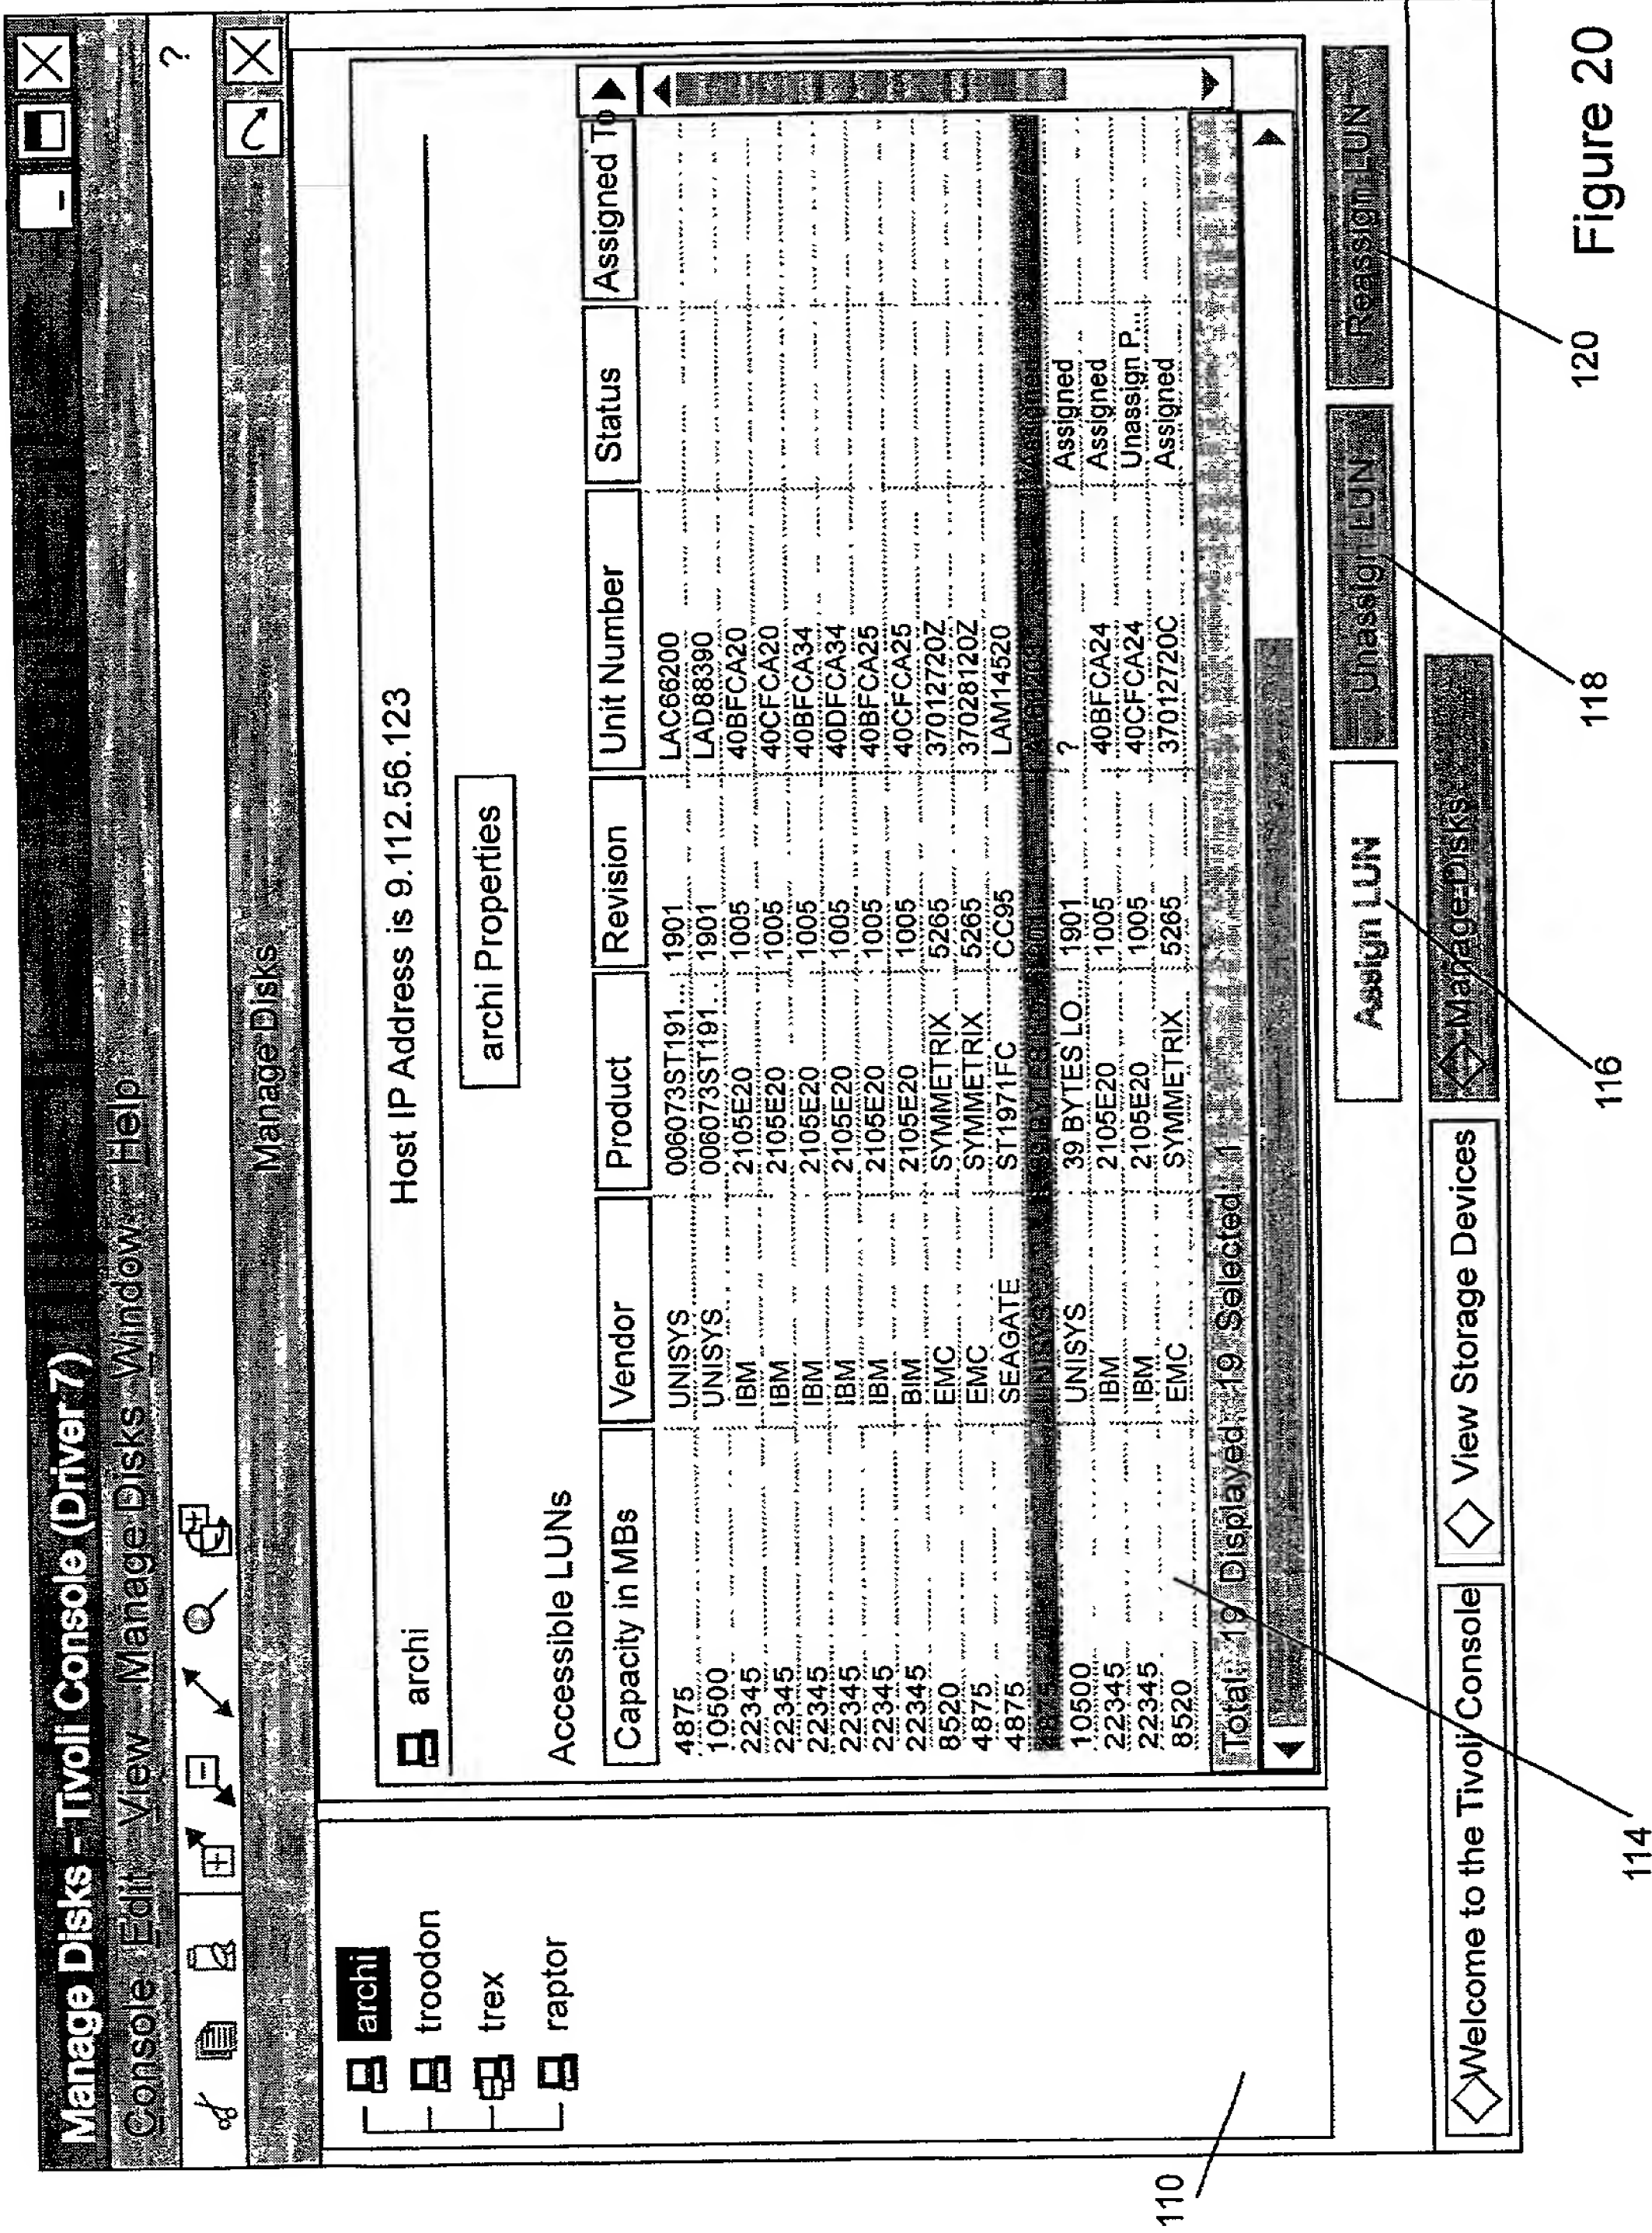 Manage Disks - Tivoli Console (Driver 7)
Console Edit View Manage Disks Window Help
?
Manage Disks
archi
troodon
trex
raptor
archi Host IP Address is 9.112.56.123
archi Properties
Accessible LUNs
Capacity in MBs Vendor Product Revision Unit Number Status Assigned To
4875 UNISYS 006073ST191... 1901 LAC66200
10500 UNISYS 006073ST191... 1901 LAD88390
22345 IBM 2105E20 1005 40BFCA20
22345 IBM 2105E20 1005 40CFCA20
22345 IBM 2105E20 1005 40BFCA34
22345 IBM 2105E20 1005 40DFCA34
22345 IBM 2105E20 1005 40BFCA25
22345 BIM 2105E20 1005 40CFCA25
8520 EMC SYMMETRIX 5265 37012720Z
4875 EMC SYMMETRIX 5265 37028120Z
4875 SEAGATE ST1971FC CC95 LAM14520
10500 UNISYS 39 BYTES LO... 1901 ? Assigned
22345 IBM 2105E20 1005 40BFCA24 Assigned
22345 IBM 2105E20 1005 40CFCA24 Unassign P...
8520 EMC SYMMETRIX 5265 37012720C Assigned
Total: 19 Displayed 19 Selected 1
Assign LUN Unassign LUN Reassign LUN
Welcome to the Tivoli Console View Storage Devices Manage Disks
110
114
116
118
120
Figure 20